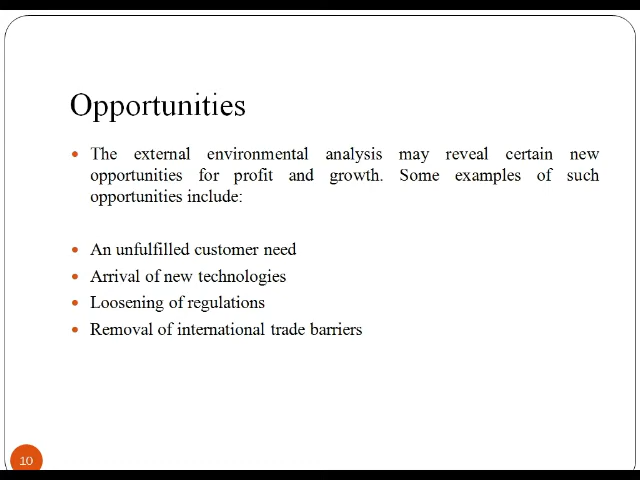 Opportunities
• The external environmental analysis may reveal certain new
opportunities for profit and growth. Some examples of such
opportunities include:
• An unfulfilled customer need
• Arrival of new technologies
• Loosening of regulations
• Removal of international trade barriers
10